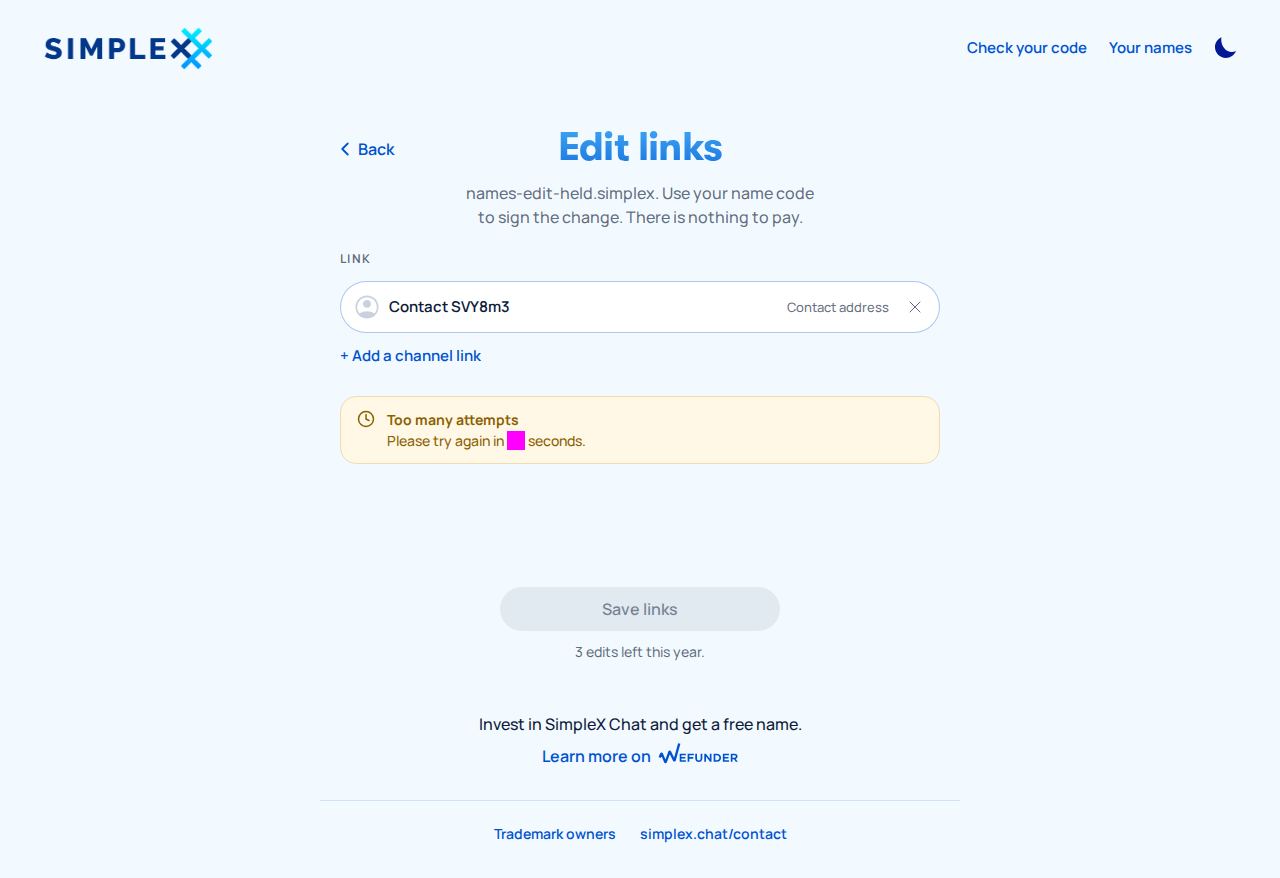 SIMPLEX
Check your code
Your names
Back
Edit links
names-edit-held.simplex. Use your name code
to sign the change. There is nothing to pay.
LINK
Contact SVY8m3
Contact address
+ Add a channel link
Too many attempts
Please try again in seconds.
Save links
3 edits left this year.
Invest in SimpleX Chat and get a free name.
Learn more on WEFUNDER
Trademark owners
simplex.chat/contact